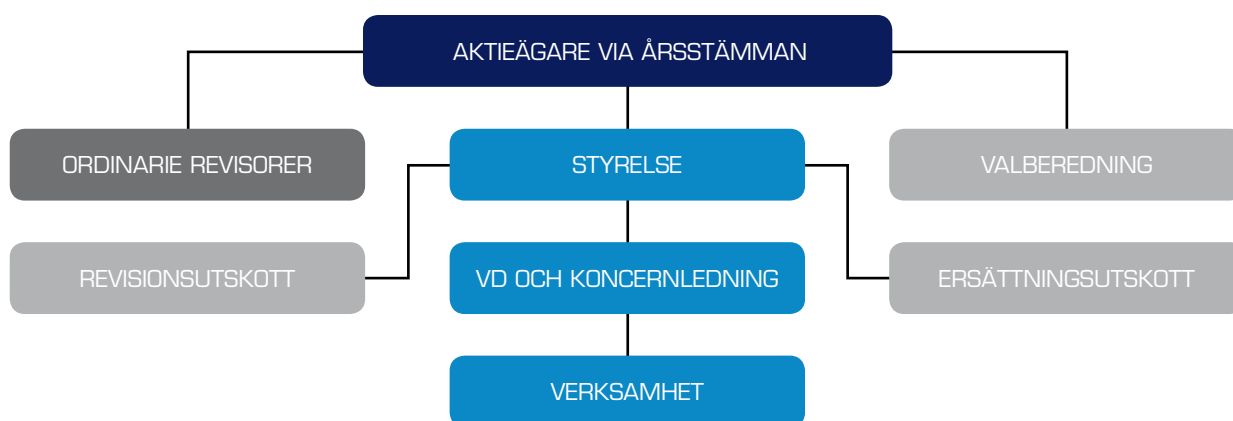 AKTIEÄGARE VIA ÅRSSTÄMMAN
ORDINARIE REVISORER
STYRELSE
VALBEREDNING
REVISIONSUTSKOTT
VD OCH KONCERNLEDNING
ERSÄTTNINGSUTSKOTT
VERKSAMHET